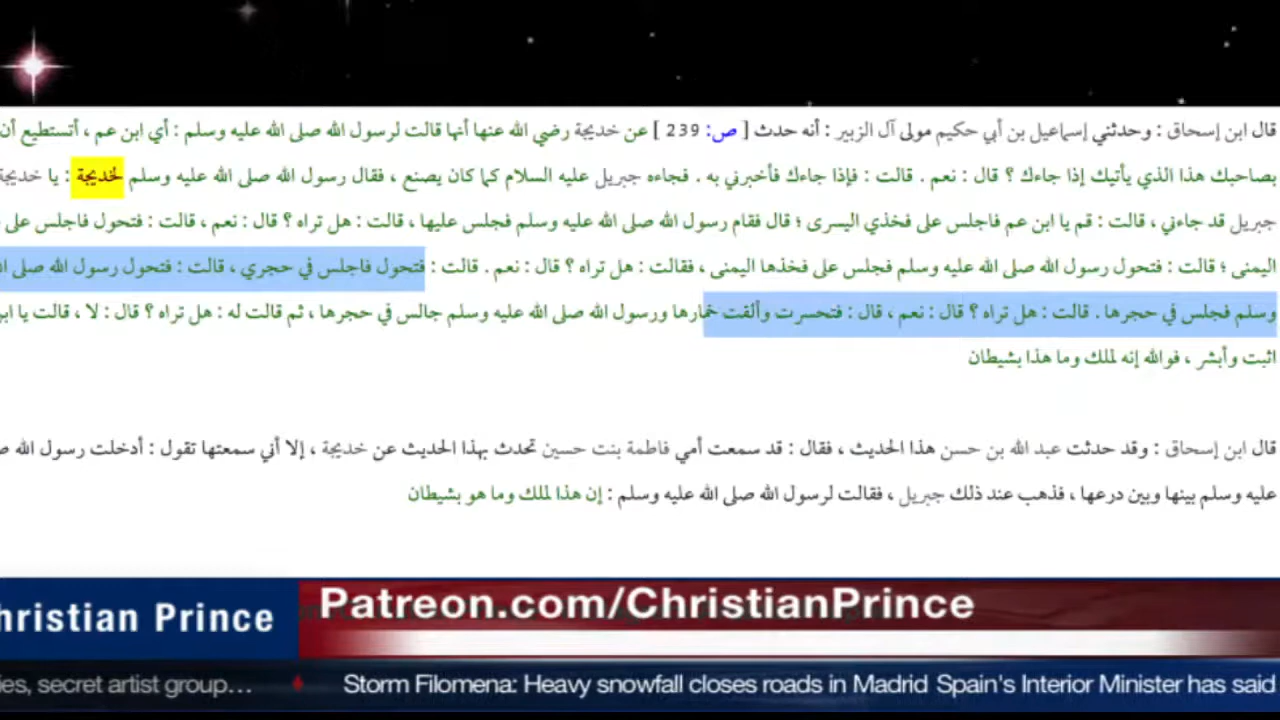 قال ابن إسحاق : وحدثني إسماعيل بن أبي حكيم مولى آل الزبير : أنه حدث [ ص: 239 ] عن خديجة رضي الله عنها أنها قالت لرسول الله صلى الله عليه وسلم : أي ابن عم ، أتستطيع أن
بصاحبك هذا الذي يأتيك إذا جاءك ؟ قال : نعم . قالت : فإذا جاءك فأخبرني به . فجاءه جبريل عليه السلام كما كان يصنع ، فقال رسول الله صلى الله عليه وسلم لخديجة : يا خديجة
جبريل قد جاءني ، قالت : قم يا ابن عم فاجلس على فخذي اليسرى ؛ قال فقام رسول الله صلى الله عليه وسلم فجلس عليها ، قالت : هل تراه ؟ قال : نعم ، قالت : فتحول فاجلس على
اليمنى ؛ قالت : فتحول رسول الله صلى الله عليه وسلم فجلس على فخذها اليمنى ، فقالت : هل تراه ؟ قال : نعم . قالت : فتحول فاجلس في حجري ، قالت : فتحول رسول الله صلى
وسلم فجلس في حجرها . قالت : هل تراه ؟ قال : نعم ، قال : فتحسرت وألقت خمارها ورسول الله صلى الله عليه وسلم جالس في حجرها ، ثم قالت له : هل تراه ؟ قال : لا ، قالت يا
اثبت وأبشر ، فوالله إنه لملك وما هذا بشيطان
قال ابن إسحاق : وقد حدثت عبد الله بن حسن هذا الحديث ، فقال : قد سمعت أمي فاطمة بنت حسين تحدث بهذا الحديث عن خديجة ، إلا أني سمعتها تقول : أدخلت رسول الله
عليه وسلم بينها وبين درعها ، فذهب عند ذلك جبريل ، فقالت لرسول الله صلى الله عليه وسلم : إن هذا لملك وما هو بشيطان
hristian Prince
Patreon.com/ChristianPrince
ies, secret artist group… Storm Filomena: Heavy snowfall closes roads in Madrid Spain's Interior Minister has said